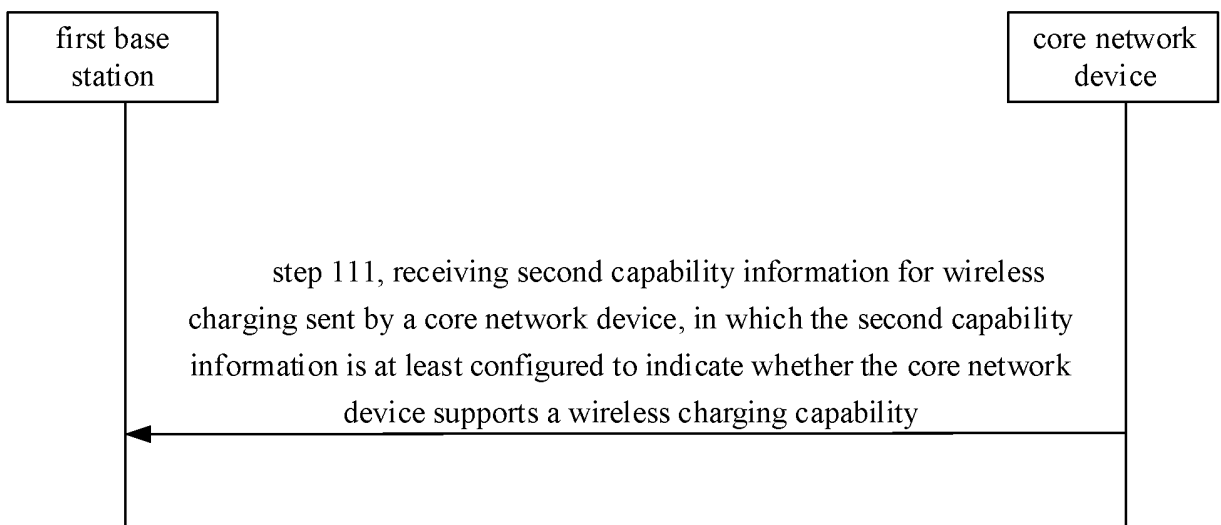 first base
station
core network
device
step 111, receiving second capability information for wireless
charging sent by a core network device, in which the second capability
information is at least configured to indicate whether the core network
device supports a wireless charging capability